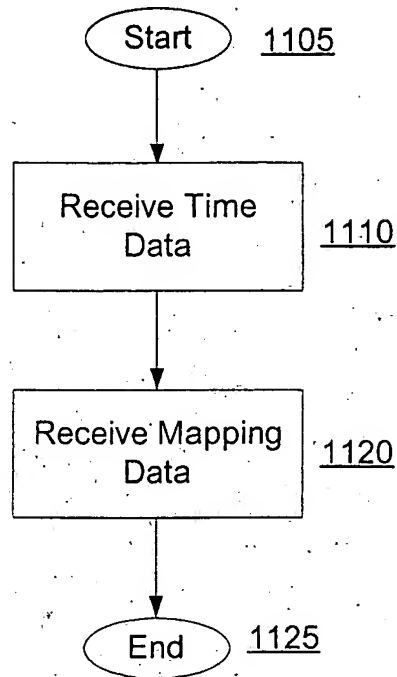 Start 1105
Receive Time
Data
1110
Receive Mapping
Data
1120
End 1125